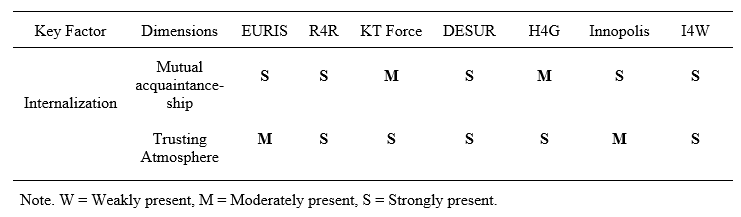 Key Factor Dimensions EURIS R4R KT Force DESUR H4G Innopolis I4W
Mutual
acquaintance-
ship
S S M S M S S
Internalization
Trusting
Atmosphere
M S S S S M S
Note. W = Weakly present, M = Moderately present, S = Strongly present.